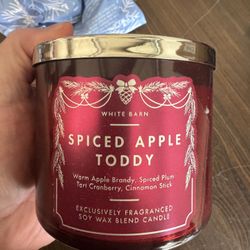 WHITE BARN
SPICED APPLE
TODDY
Warm Apple Brandy, Spiced Plum
Tart Cranberry, Cinnamon Stick
EXCLUSIVELY FRAGRANCED
SOY WAX BLEND CANDLE